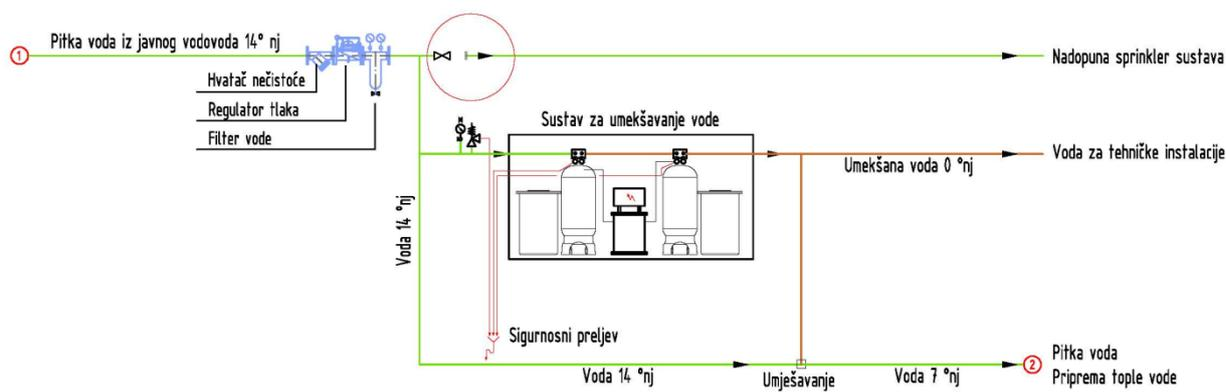 1
Pitka voda iz javnog vodovoda 14° nj
Hvatač nečistoće
Regulator tlaka
Filter vode
Nadopuna sprinkler sustava
Sustav za umekšavanje vode
Umekšana voda 0 °nj
Voda za tehničke instalacije
Voda 14 °nj
Sigurnosni preljev
Voda 14 °nj
Umješavanje
Voda 7 °nj
2
Pitka voda
Priprema tople vode